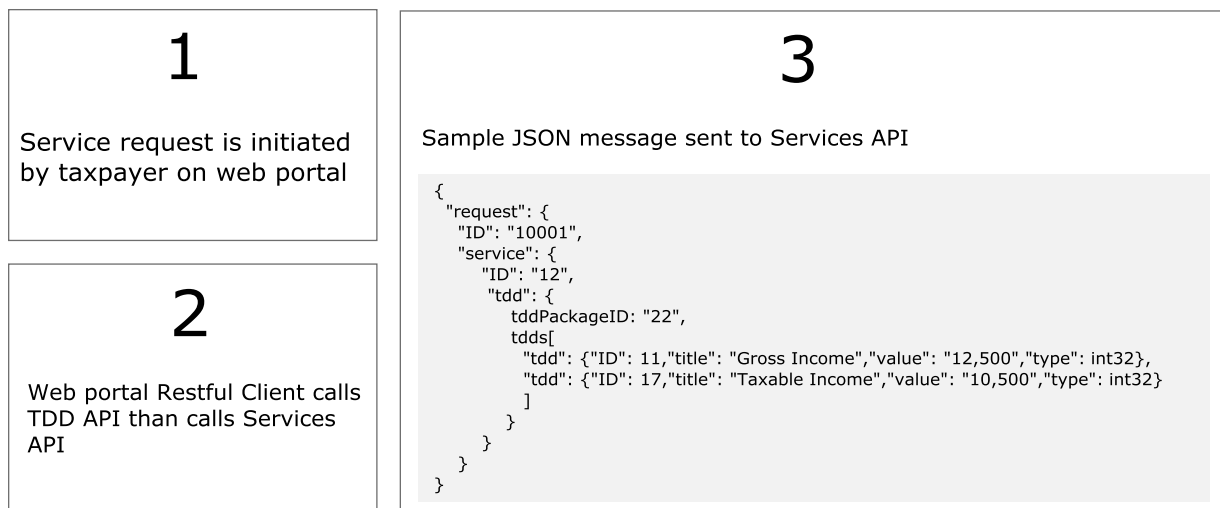 1
Service request is initiated
by taxpayer on web portal
2
Web portal Restful Client calls
TDD API than calls Services
API
3
Sample JSON message sent to Services API
{
"request": {
"ID": "10001",
"service": {
"ID": "12",
"tdd": {
tddPackageID: "22",
tdds[
"tdd": {"ID": 11,"title": "Gross Income","value": "12,500","type": int32},
"tdd": {"ID": 17,"title": "Taxable Income","value": "10,500","type": int32}
]
}
}
}
}